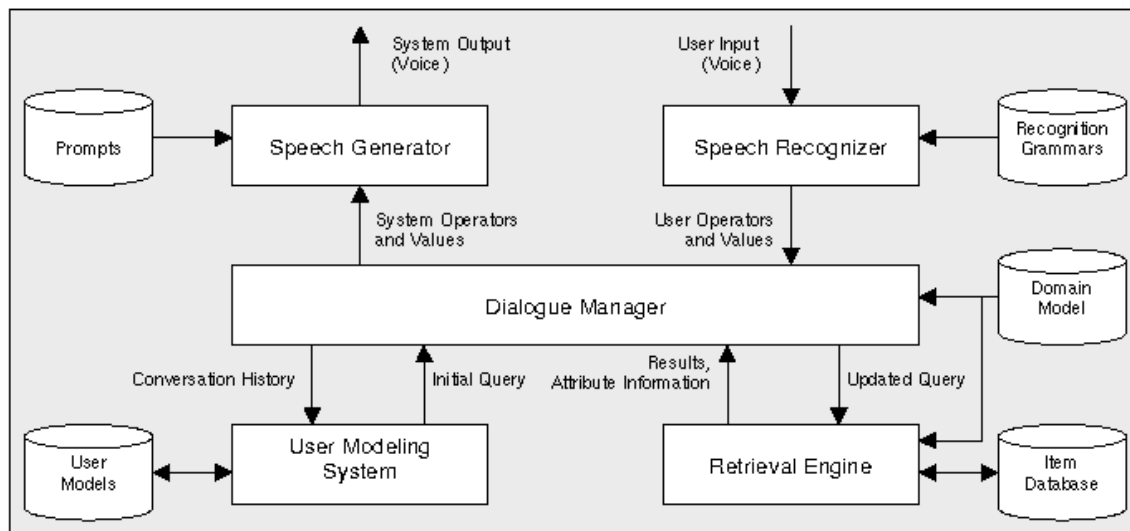 System Output
(Voice)
User Input
(Voice)
Prompts
Speech Generator
Speech Recognizer
Recognition
Grammars
System Operators
and Values
User Operators
and Values
Dialogue Manager
Domain
Model
Conversation History
Initial Query
Results,
Attribute Information
Updated Query
User
Models
User Modeling
System
Retrieval Engine
Item
Database